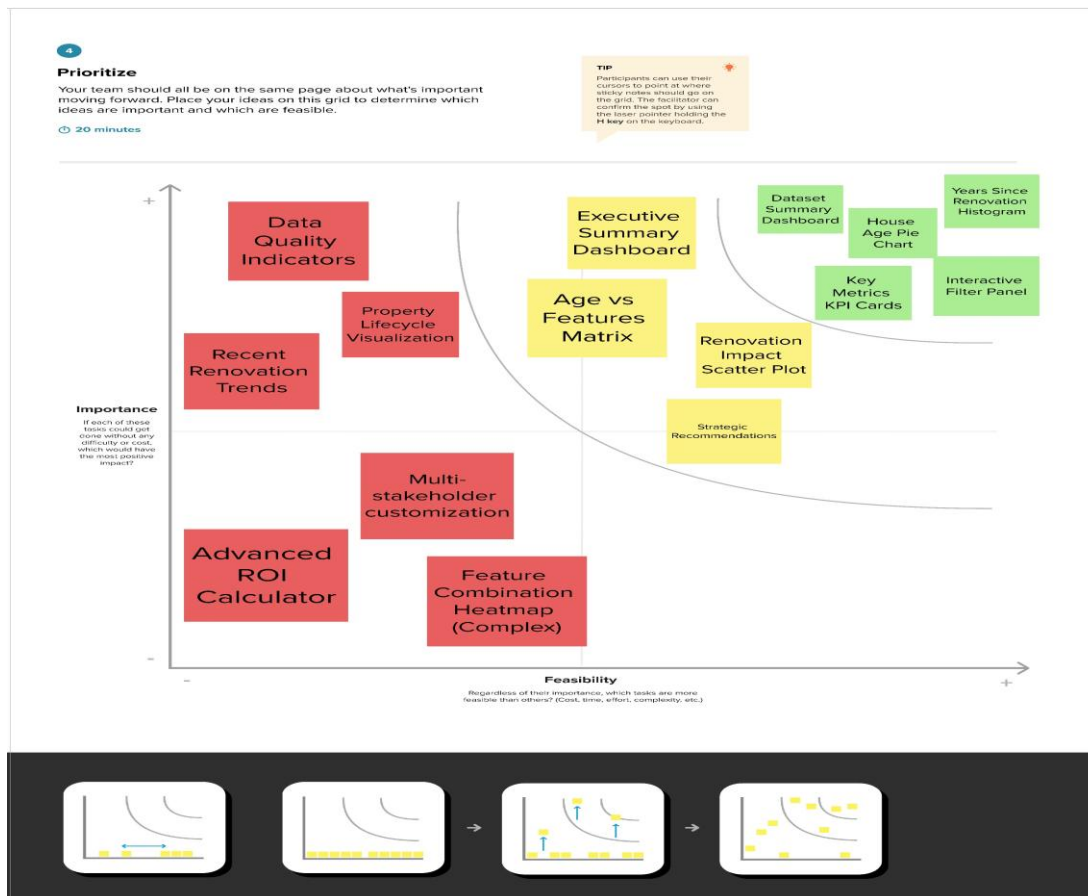 4
Prioritize
Your team should all be on the same page about what's important
moving forward. Place your ideas on this grid to determine which
ideas are important and which are feasible.
20 minutes
TIP
Participants can use their
cursors to point at where
sticky notes should go on
the grid. The facilitator can
confirm the spot by using
the laser pointer holding the
H key on the keyboard.
+
Data
Quality
Indicators
Property
Lifecycle
Visualization
Recent
Renovation
Trends
Executive
Summary
Dashboard
Age vs
Features
Matrix
Renovation
Impact
Scatter Plot
Strategic
Recommendations
Dataset
Summary
Dashboard
House
Age Pie
Chart
Years Since
Renovation
Histogram
Key
Metrics
KPI Cards
Interactive
Filter Panel
Importance
If each of these
tasks could get
done without any
difficulty or cost,
which would have
the most positive
impact?
Multi-
stakeholder
customization
Advanced
ROI
Calculator
Feature
Combination
Heatmap
(Complex)
-
-
Feasibility
+
Regardless of their importance, which tasks are more
feasible than others? (Cost, time, effort, complexity, etc.)